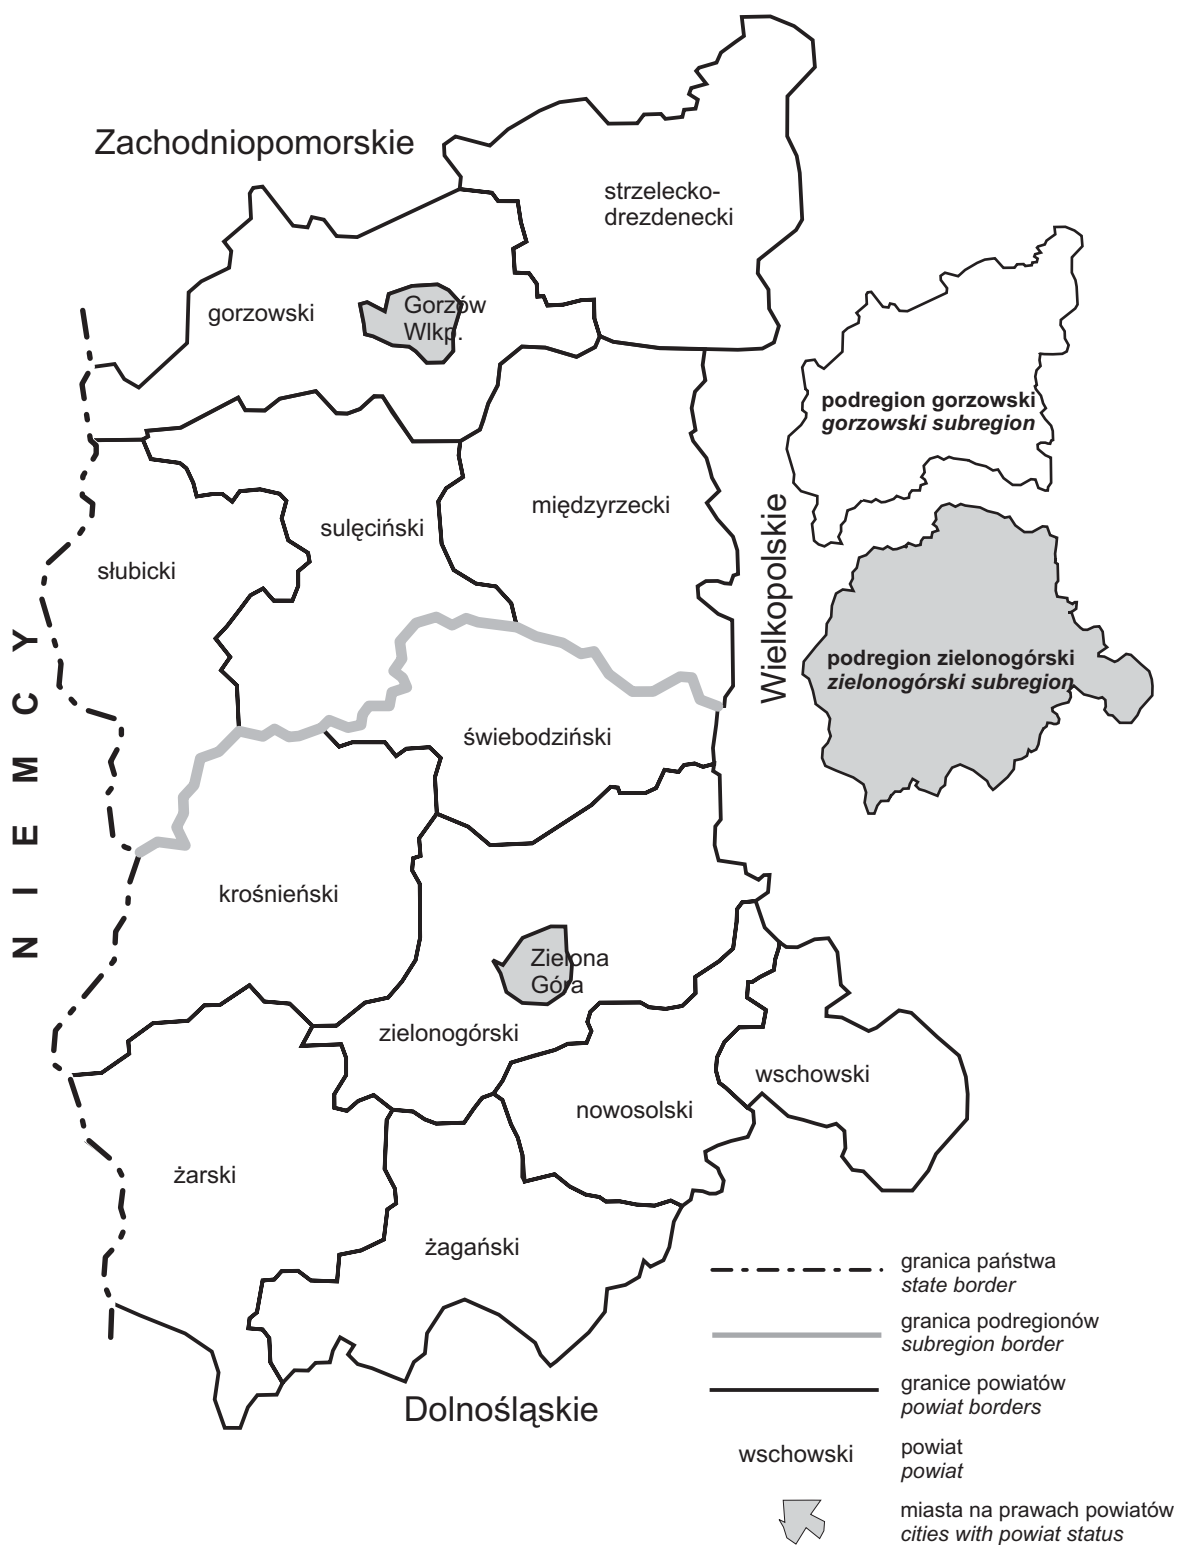 Zachodniopomorskie
strzelecko-
drezdenecki
gorzowski
Gorzów
Wlkp.
podregion gorzowski
gorzowski subregion
międzyrzecki
sulęciński
słubicki
Wielkopolskie
NIEMCY
podregion zielonogórski
zielonogórski subregion
świebodziński
krośnieński
Zielona
Góra
zielonogórski
wschowski
nowosolski
żarski
żagański
Dolnośląskie
granica państwa
state border
granica podregionów
subregion border
granice powiatów
powiat borders
wschowski
powiat
powiat
miasta na prawach powiatów
cities with powiat status